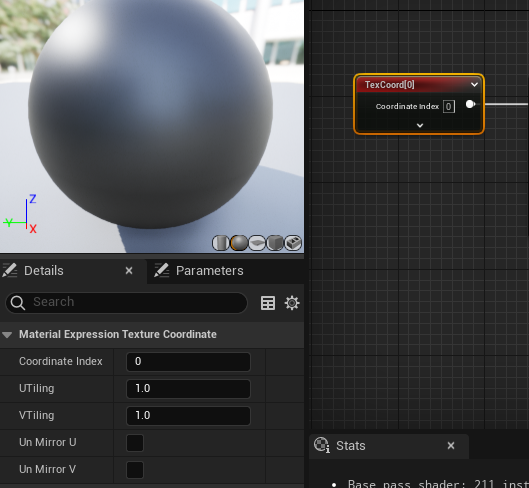 TexCoord[0]
Coordinate Index 0
Z
Y
X
Details
Parameters
Search
Material Expression Texture Coordinate
Coordinate Index 0
UTiling 1.0
VTiling 1.0
Un Mirror U
Un Mirror V
Stats
Base pass shader: 211 inst